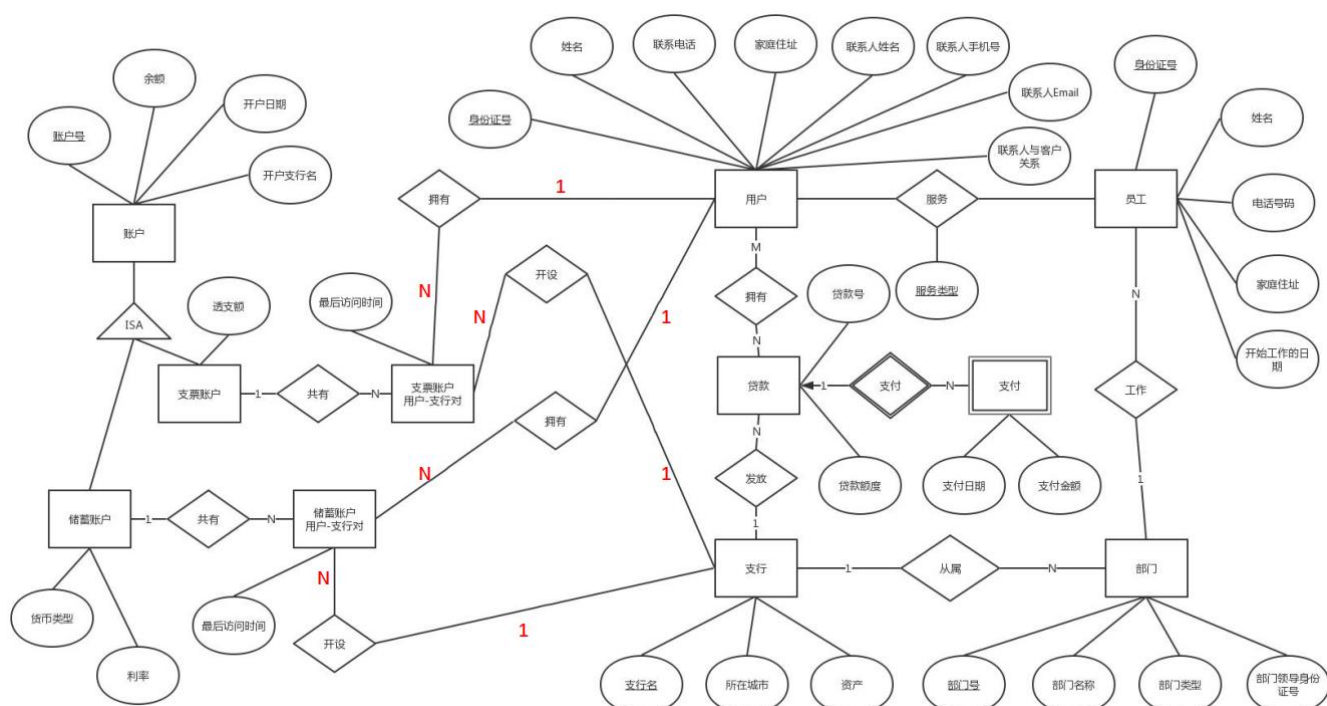 姓名
联系电话
家庭住址
联系人姓名
联系人手机号
身份证号
余额
开户日期
账户号
开户支行名
身份证号
联系人Email
联系人与客户
关系
姓名
账户
拥有
1
用户
服务
员工
电话号码
N
开设
M
拥有
贷款号
服务类型
N
家庭住址
ISA
透支额
最后访问时间
N
1
N
开始工作的日
期
支票账户
1
共有
N
支票账户
用户-支行对
贷款
1
支付
N
支付
工作
拥有
N
N
发放
贷款额度
支付日期
支付金额
1
1
储蓄账户
1
共有
N
储蓄账户
用户-支行对
1
N
支行
1
从属
N
部门
货币类型
最后访问时间
开设
1
利率
支行名
所在城市
资产
部门号
部门名称
部门类型
部门领导身份
证号